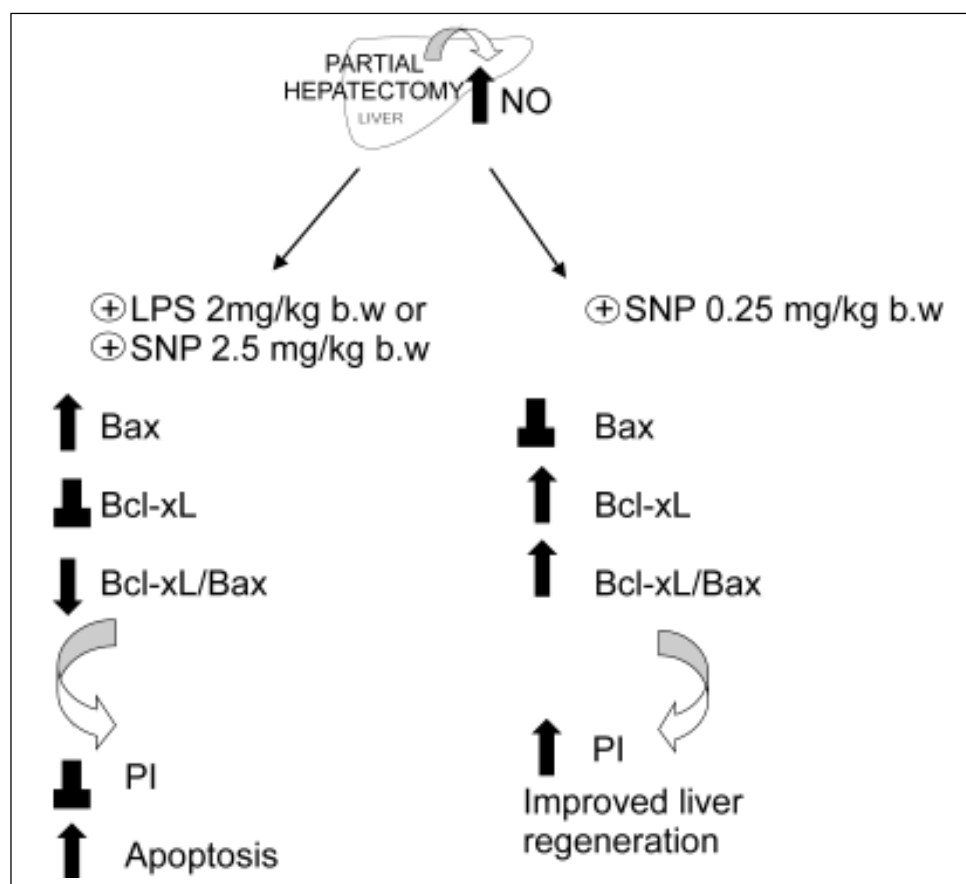 PARTIAL
HEPATECTOMY
LIVER
NO
+ LPS 2mg/kg b.w or
+ SNP 2.5 mg/kg b.w
Bax
Bcl-xL
Bcl-xL/Bax
PI
Apoptosis
+ SNP 0.25 mg/kg b.w
Bax
Bcl-xL
Bcl-xL/Bax
PI
Improved liver
regeneration